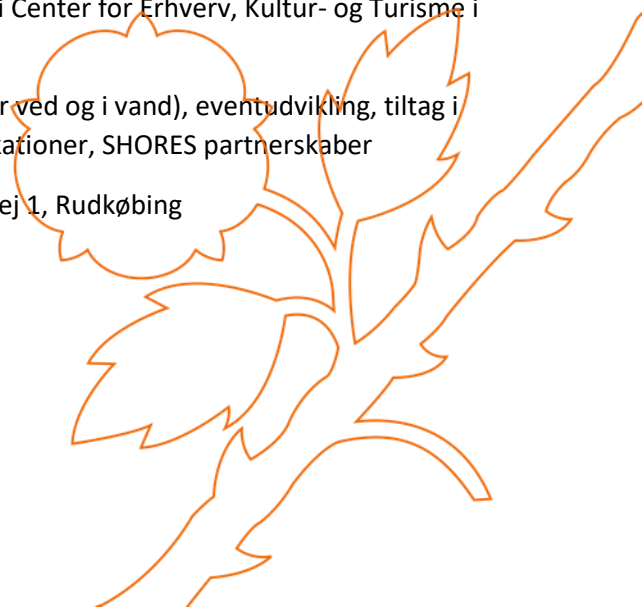 i Center for Erhverv, Kultur- og Turisme i
r ved og i vand), eventudvikling, tiltag i
ationer, SHORES partnerskaber
ej 1, Rudkøbing